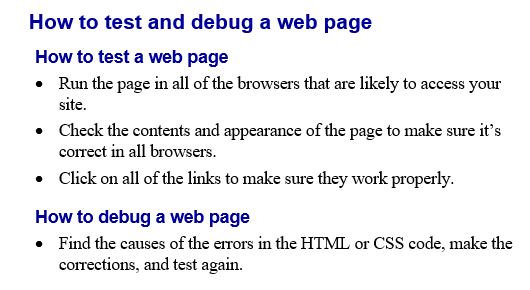 How to test and debug a web page
How to test a web page
• Run the page in all of the browsers that are likely to access your
site.
• Check the contents and appearance of the page to make sure it’s
correct in all browsers.
• Click on all of the links to make sure they work properly.
How to debug a web page
• Find the causes of the errors in the HTML or CSS code, make the
corrections, and test again.